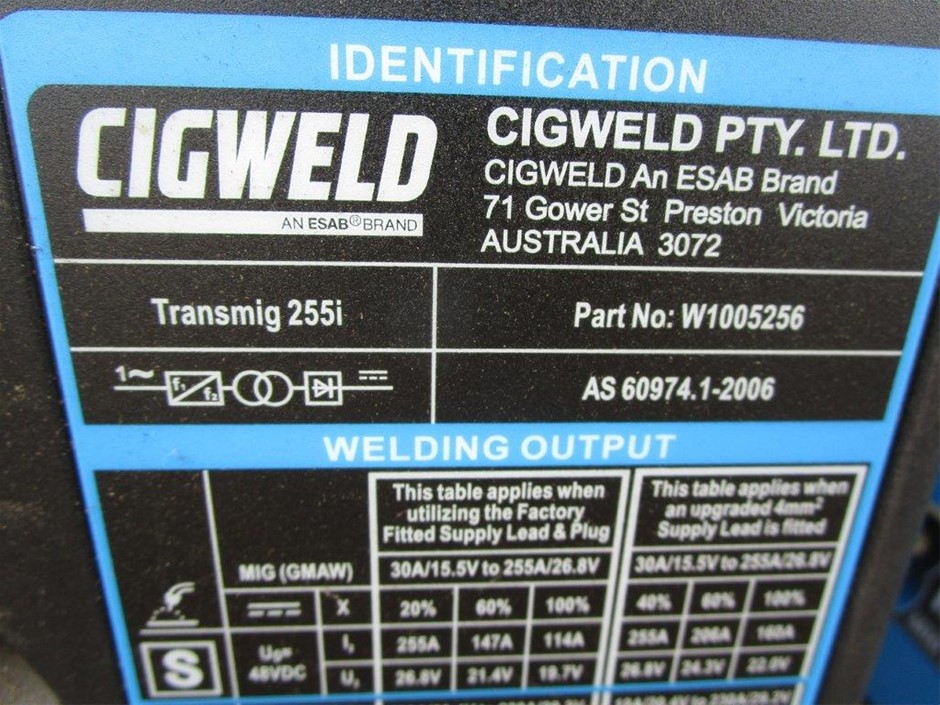 IDENTIFICATION
CIGWELD
AN ESAB® BRAND
CIGWELD PTY. LTD.
CIGWELD An ESAB Brand
71 Gower St Preston Victoria
AUSTRALIA 3072
Transmig 255i
Part No: W1005256
1~ f₁ f₂
AS 60974.1-2006
WELDING OUTPUT
This table applies when
utilizing the Factory
Fitted Supply Lead & Plug
This table applies when
an upgraded 4mm²
Supply Lead is fitted
MIG (GMAW)
30A/15.5V to 255A/26.8V
30A/15.5V to 255A/26.8V
X 20% 60% 100% 40% 60% 100%
S
U₀=
48VDC
I₂ 255A 147A 114A 255A 206A 160A
U₂ 26.8V 21.4V 19.7V 26.8V 24.3V